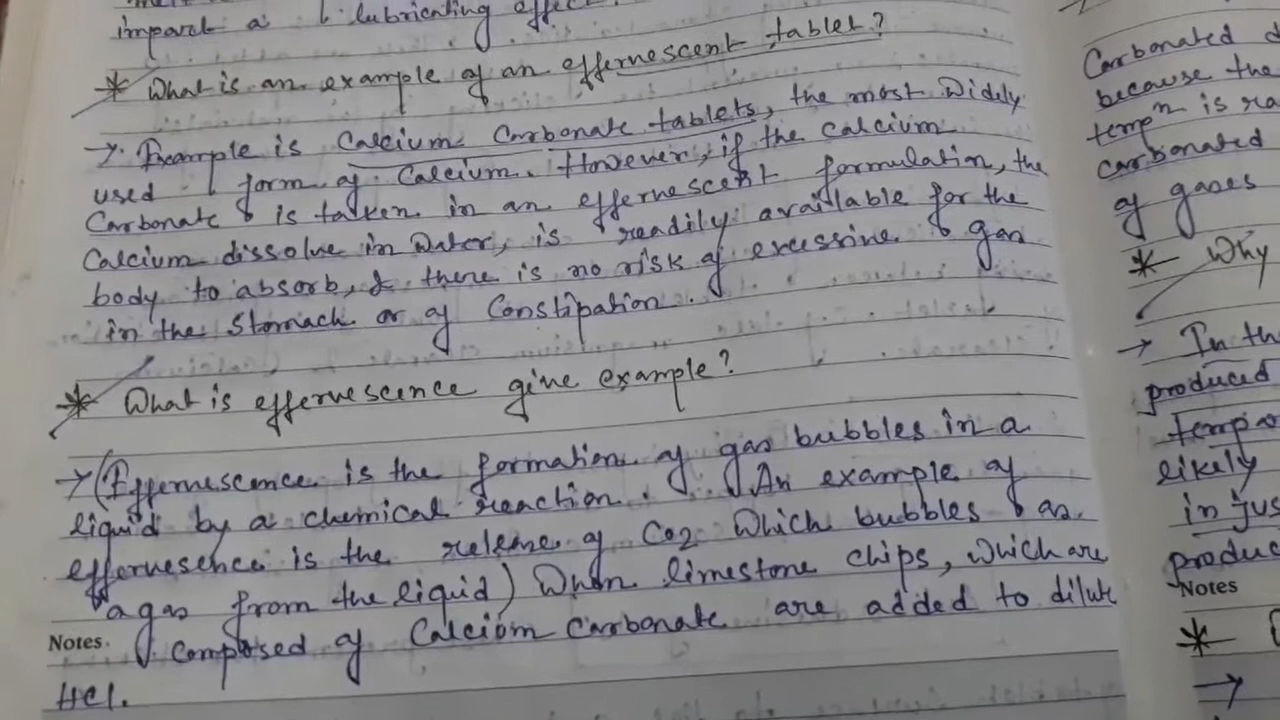 impart a lubricating effect
* What is an example of an effernescent tablet?
→ Example is Calcium Carbonate tablets, the most Widely
used form of Calcium. However, if the calcium
Carbonate is taken in an effernescent formulation, the
Calcium dissolve in Water, is readily available for the
body to absorb, & there is no risk of excessive gas
in the Stomach or of Constipation.
* What is effervescence give example?
→ (Effernescence is the formation of gas bubbles in a
liquid by a chemical reaction. An example of
effernesence is the release of CO2 Which bubbles as
a gas from the liquid) When limestone chips, which are
Notes. composed of Calcium Carbonate are added to dilute
HCl.
Carbonated
because the
temp n is
carbonated
of gases
* Why
→ In th
produced
temp
likely
in jus
produc
Notes
*
→